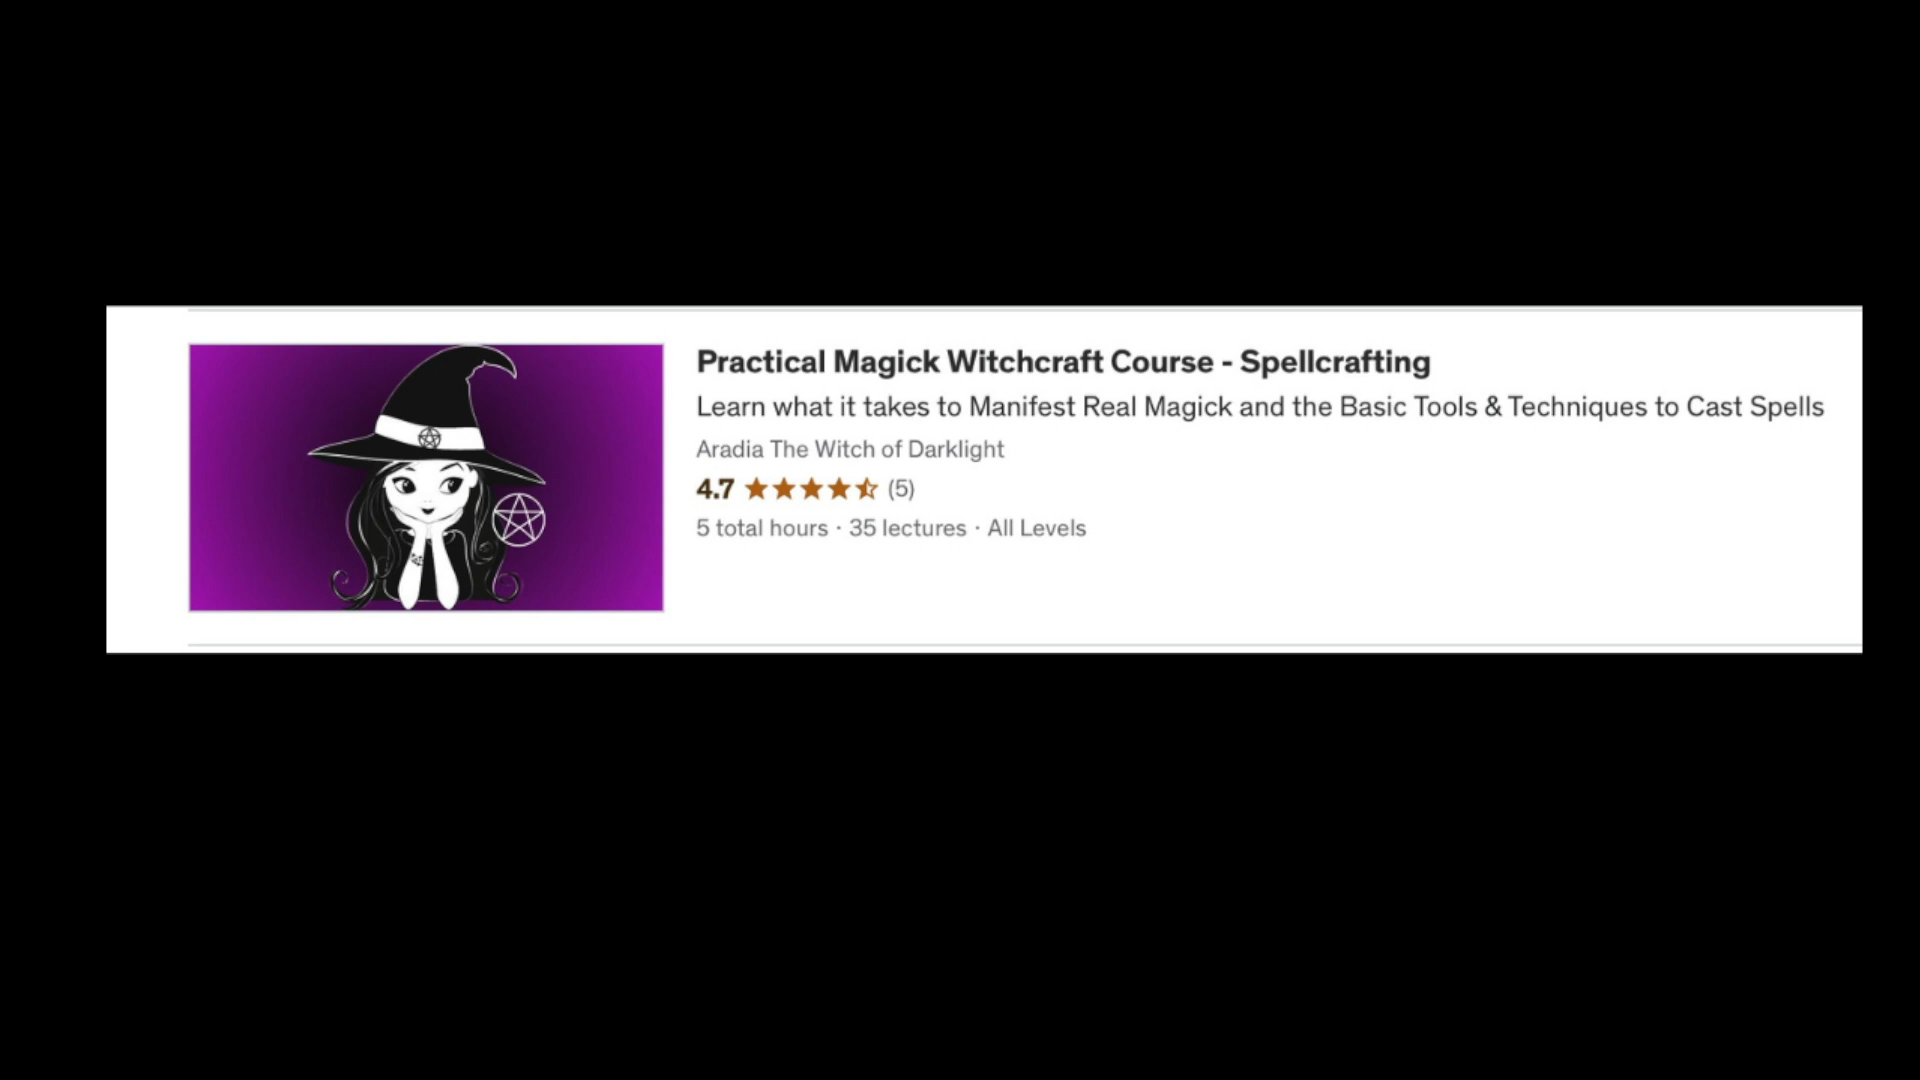 Practical Magick Witchcraft Course - Spellcrafting
Learn what it takes to Manifest Real Magick and the Basic Tools & Techniques to Cast Spells
Aradia The Witch of Darklight
4.7 (5)
5 total hours · 35 lectures · All Levels